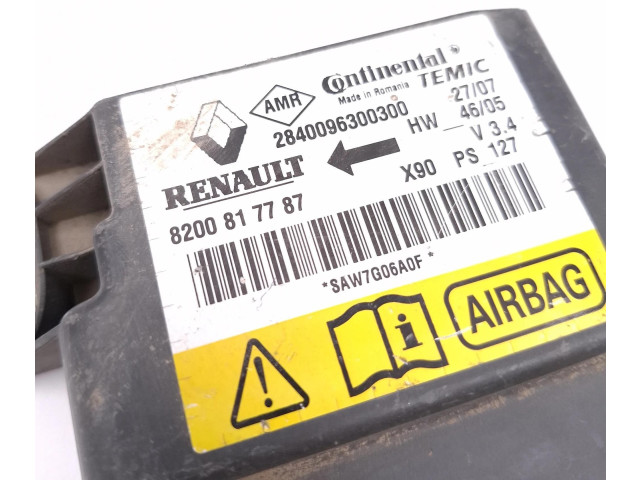 Continental
TEMIC
Made in Romania
AMR
2840096300300
27/07
HW 46/05
V 3.4
RENAULT
X90 PS 127
8200 81 77 87
*SAW7G06A0F*
i
AIRBAG